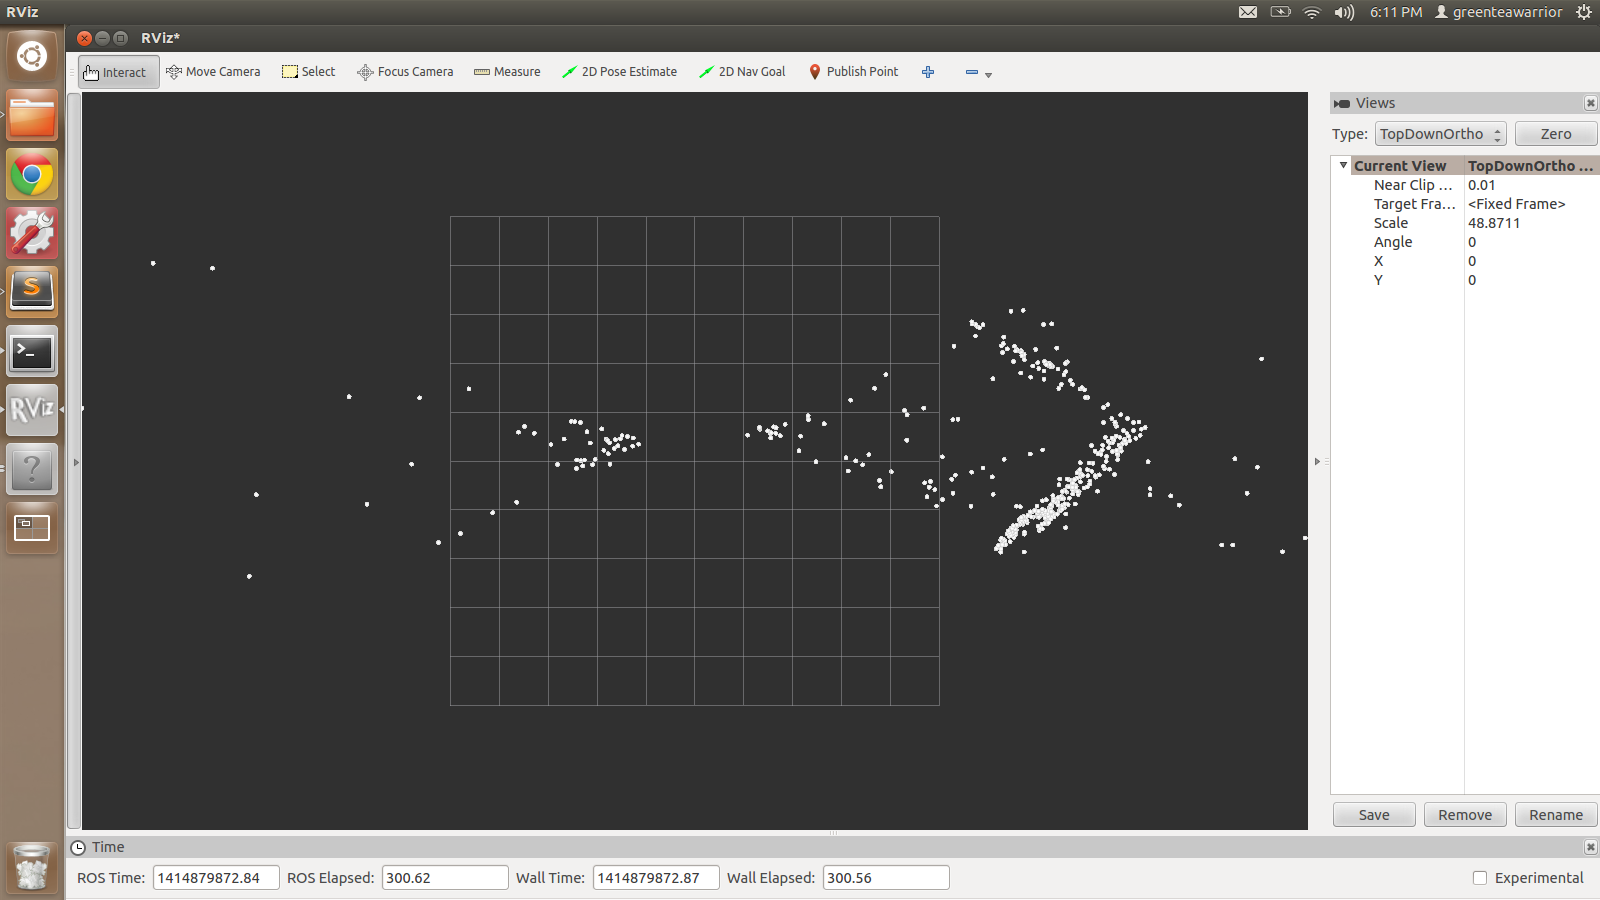 RViz
6:11 PM greenteawarrior
RViz*
Interact Move Camera Select Focus Camera Measure 2D Pose Estimate 2D Nav Goal Publish Point
Views
Type: TopDownOrtho Zero
Current View TopDownOrtho ...
Near Clip ... 0.01
Target Fra... <Fixed Frame>
Scale 48.8711
Angle 0
X 0
Y 0
S
>_
RViz
?
Save Remove Rename
Time
ROS Time: 1414879872.84 ROS Elapsed: 300.62 Wall Time: 1414879872.87 Wall Elapsed: 300.56 Experimental